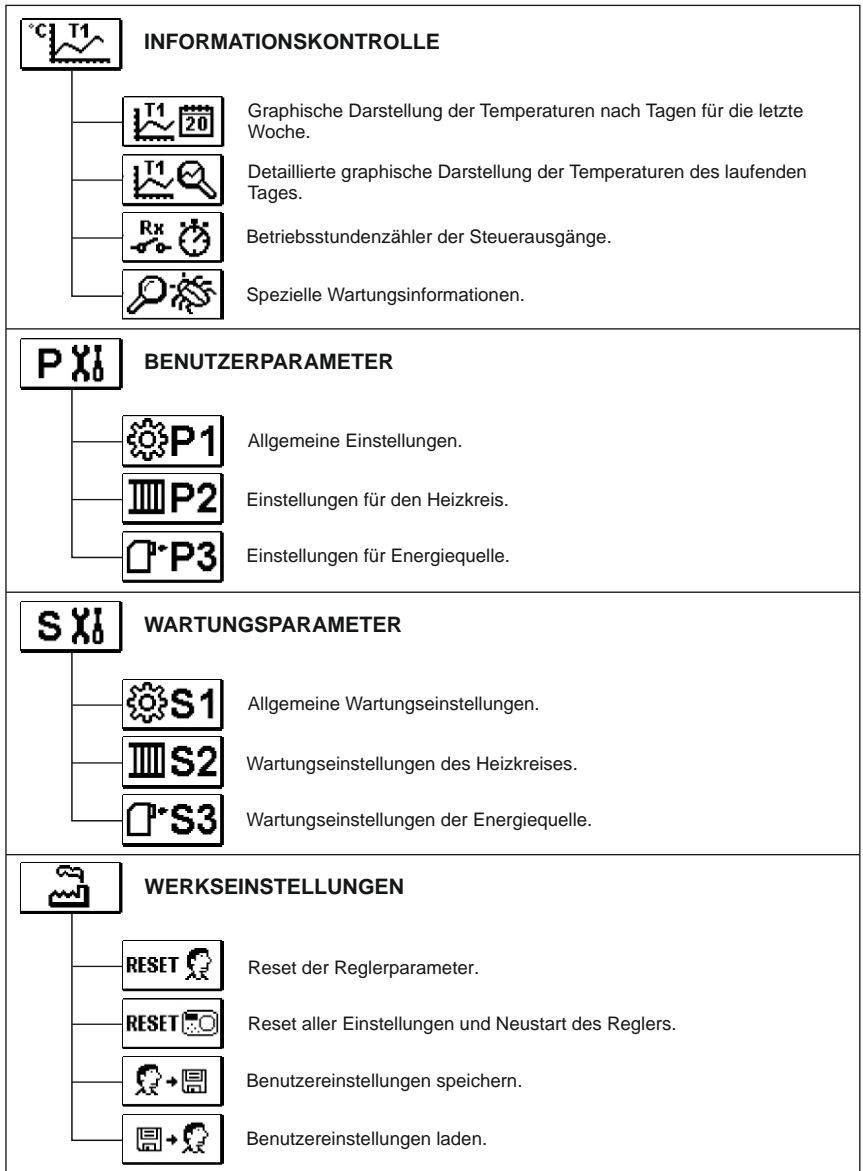 °C T1
INFORMATIONSKONTROLLE
T1 20
Graphische Darstellung der Temperaturen nach Tagen für die letzte
Woche.
T1
Detaillierte graphische Darstellung der Temperaturen des laufenden
Tages.
Rx
Betriebsstundenzähler der Steuerausgänge.
Spezielle Wartungsinformationen.
P
BENUTZERPARAMETER
P1
Allgemeine Einstellungen.
P2
Einstellungen für den Heizkreis.
P3
Einstellungen für Energiequelle.
S
WARTUNGSPARAMETER
S1
Allgemeine Wartungseinstellungen.
S2
Wartungseinstellungen des Heizkreises.
S3
Wartungseinstellungen der Energiequelle.
WERKSEINSTELLUNGEN
RESET
Reset der Reglerparameter.
RESET
Reset aller Einstellungen und Neustart des Reglers.
Benutzereinstellungen speichern.
Benutzereinstellungen laden.